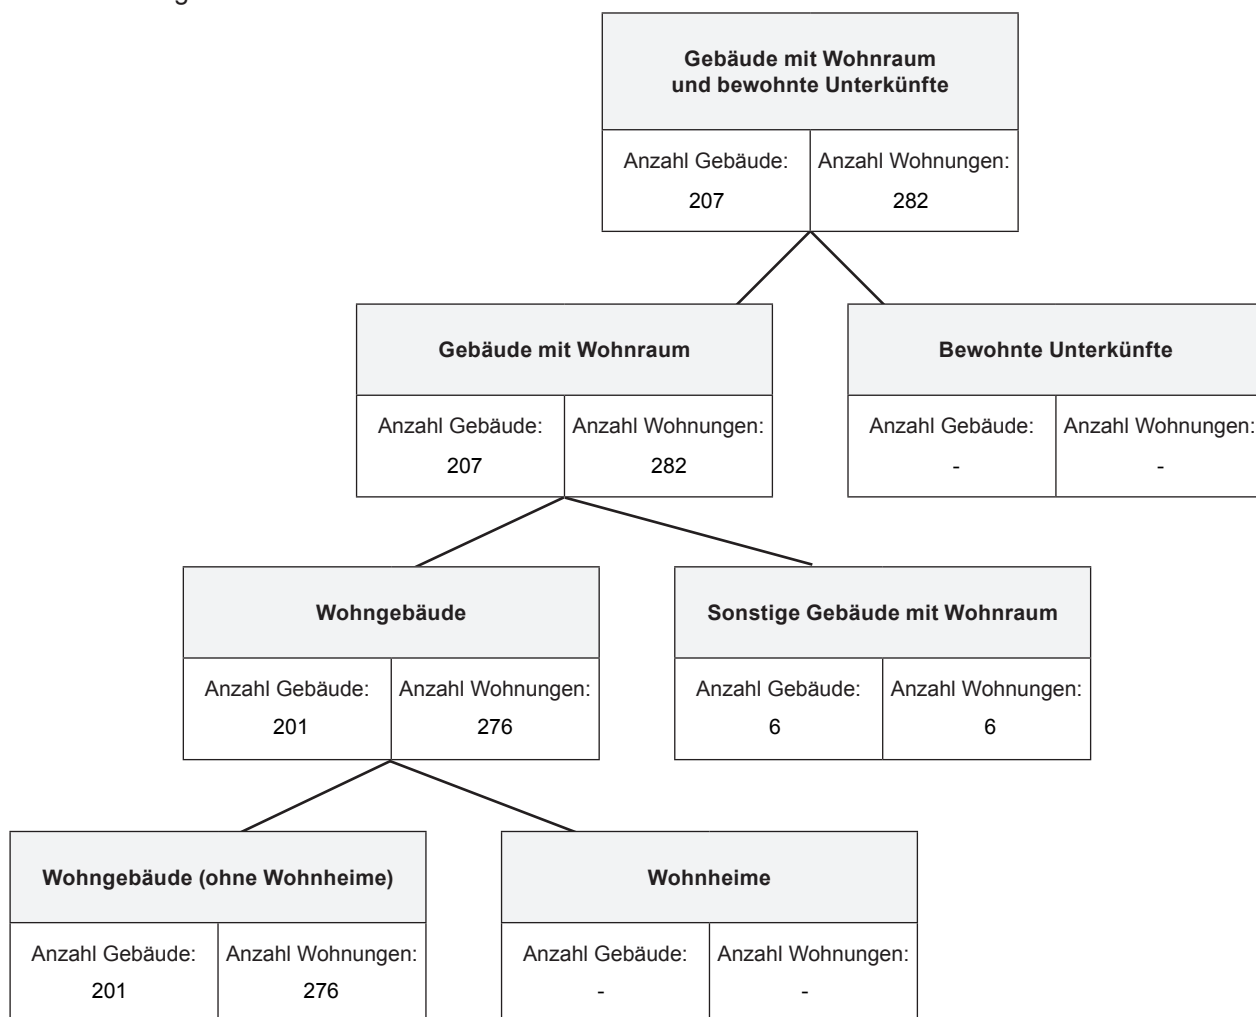 Gebäude mit Wohnraum
und bewohnte Unterkünfte
Anzahl Gebäude: Anzahl Wohnungen:
207 282
Gebäude mit Wohnraum
Anzahl Gebäude: Anzahl Wohnungen:
207 282
Bewohnte Unterkünfte
Anzahl Gebäude: Anzahl Wohnungen:
- -
Wohngebäude
Anzahl Gebäude: Anzahl Wohnungen:
201 276
Sonstige Gebäude mit Wohnraum
Anzahl Gebäude: Anzahl Wohnungen:
6 6
Wohngebäude (ohne Wohnheime)
Anzahl Gebäude: Anzahl Wohnungen:
201 276
Wohnheime
Anzahl Gebäude: Anzahl Wohnungen:
- -